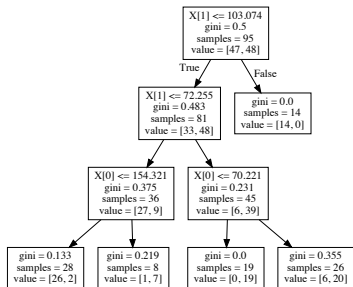 X[1] <= 103.074
gini = 0.5
samples = 95
value = [47, 48]
True
False
X[1] <= 72.255
gini = 0.483
samples = 81
value = [33, 48]
gini = 0.0
samples = 14
value = [14, 0]
X[0] <= 154.321
gini = 0.375
samples = 36
value = [27, 9]
X[0] <= 70.221
gini = 0.231
samples = 45
value = [6, 39]
gini = 0.133
samples = 28
value = [26, 2]
gini = 0.219
samples = 8
value = [1, 7]
gini = 0.0
samples = 19
value = [0, 19]
gini = 0.355
samples = 26
value = [6, 20]